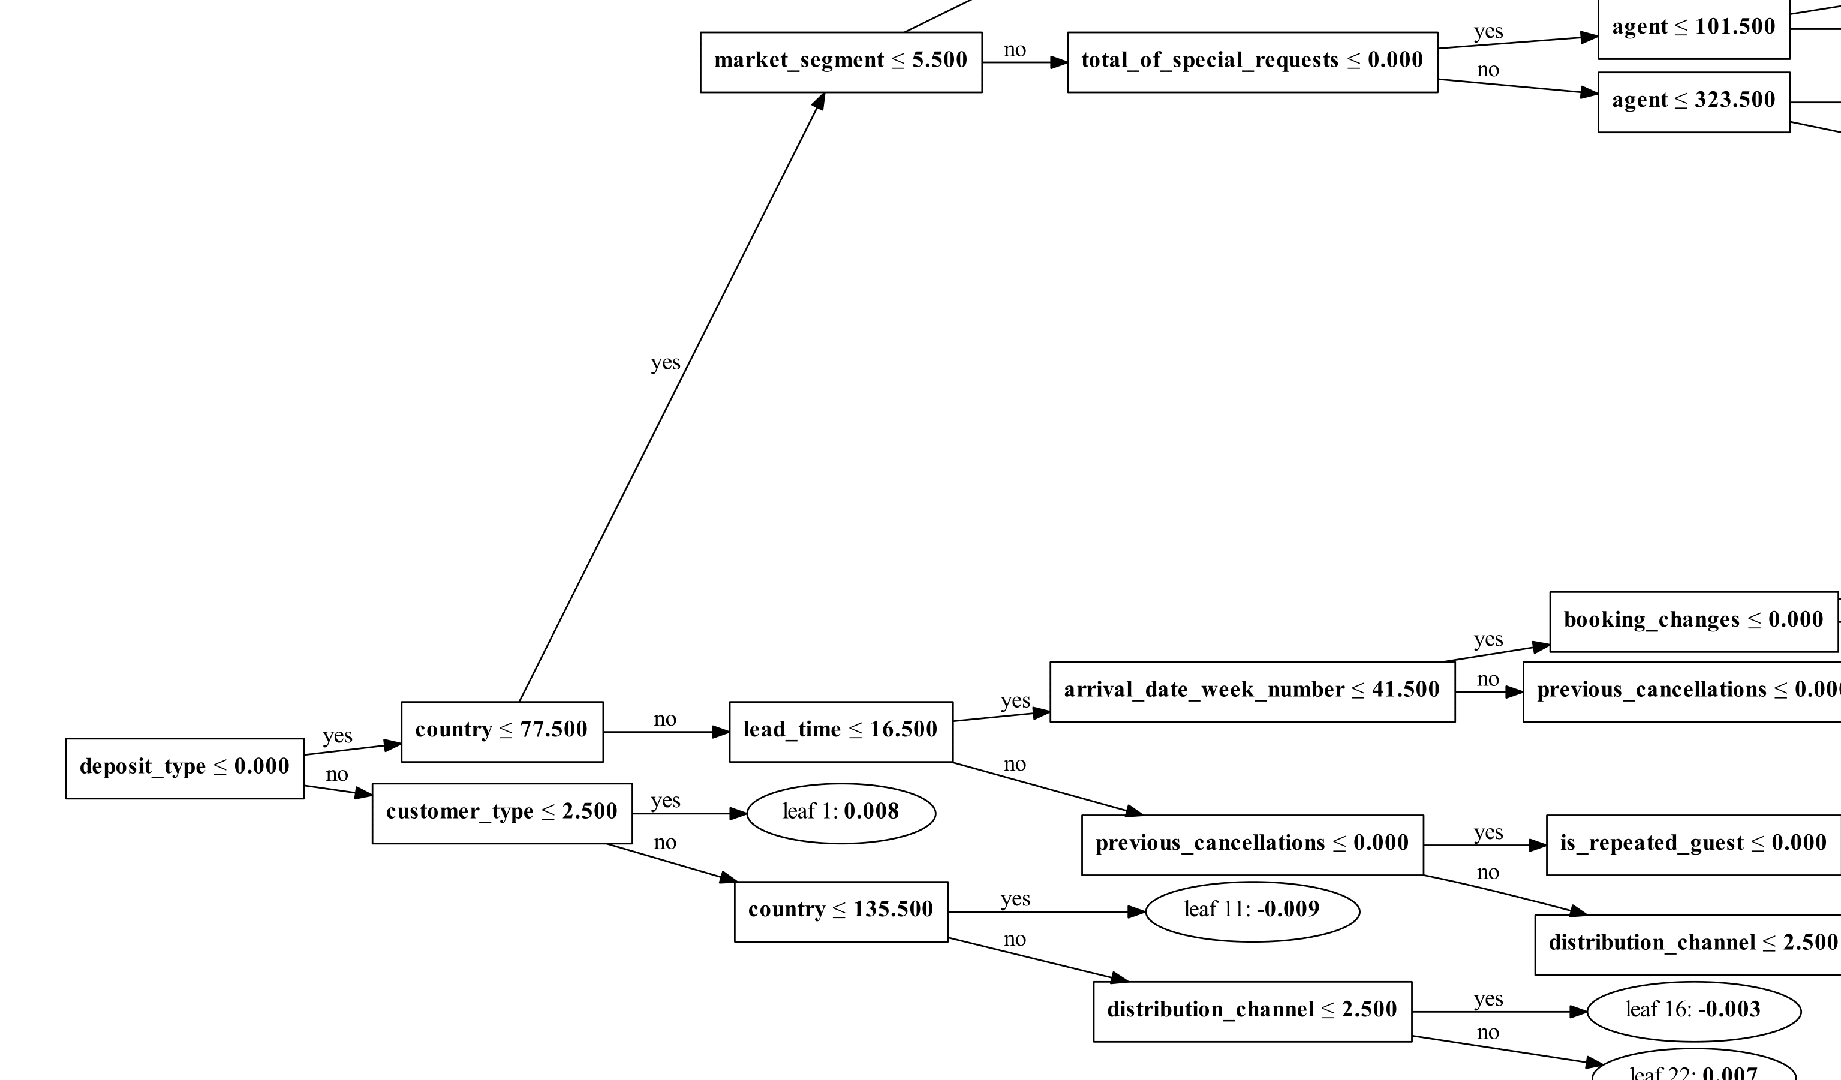 agent ≤ 101.500
yes
market_segment ≤ 5.500
no
total_of_special_requests ≤ 0.000
no
agent ≤ 323.500
yes
booking_changes ≤ 0.000
yes
arrival_date_week_number ≤ 41.500
no
previous_cancellations ≤ 0.000
yes
country ≤ 77.500
no
lead_time ≤ 16.500
yes
deposit_type ≤ 0.000
no
no
customer_type ≤ 2.500
yes
leaf 1: 0.008
no
previous_cancellations ≤ 0.000
yes
is_repeated_guest ≤ 0.000
no
country ≤ 135.500
yes
leaf 11: -0.009
no
distribution_channel ≤ 2.500
distribution_channel ≤ 2.500
yes
leaf 16: -0.003
no
leaf 22: 0.007